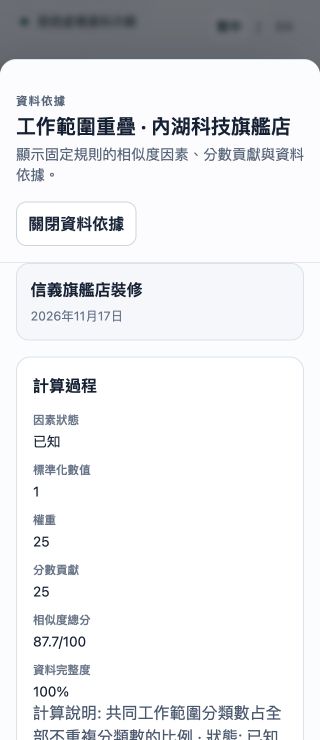 資料依據
工作範圍重疊 · 內湖科技旗艦店
顯示固定規則的相似度因素、分數貢獻與資料
依據。
關閉資料依據
信義旗艦店裝修
2026年11月17日
計算過程
因素狀態
已知
標準化數值
1
權重
25
分數貢獻
25
相似度總分
87.7/100
資料完整度
100%
計算說明: 共同工作範圍分類數占全
部不重複分類數的比例 · 狀態: 已知